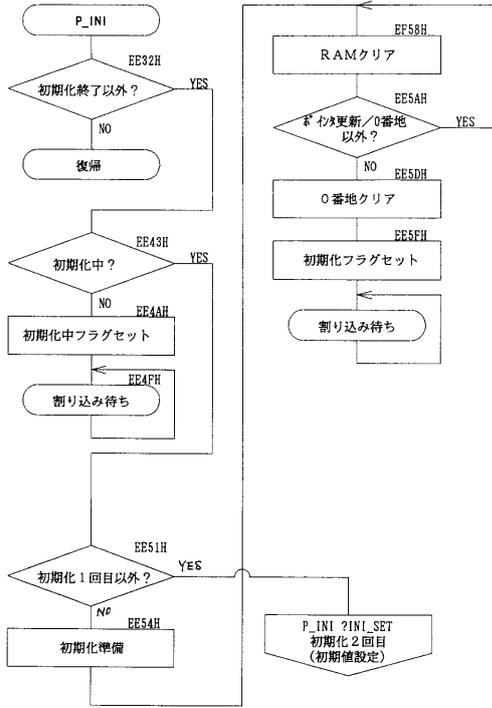 P_INI
EE32H
初期化終了以外？
YES
NO
復帰
EE43H
初期化中？
YES
NO
EE4AH
初期化中フラグセット
EE4FH
割り込み待ち
EE51H
初期化１回目以外？
YES
NO
EE54H
初期化準備
EF58H
ＲＡＭクリア
EE5AH
ﾎﾟｲﾝﾀ更新／0番地
以外？
YES
NO
EE5DH
０番地クリア
EE5FH
初期化フラグセット
割り込み待ち
P_INI ?INI_SET
初期化２回目
(初期値設定)